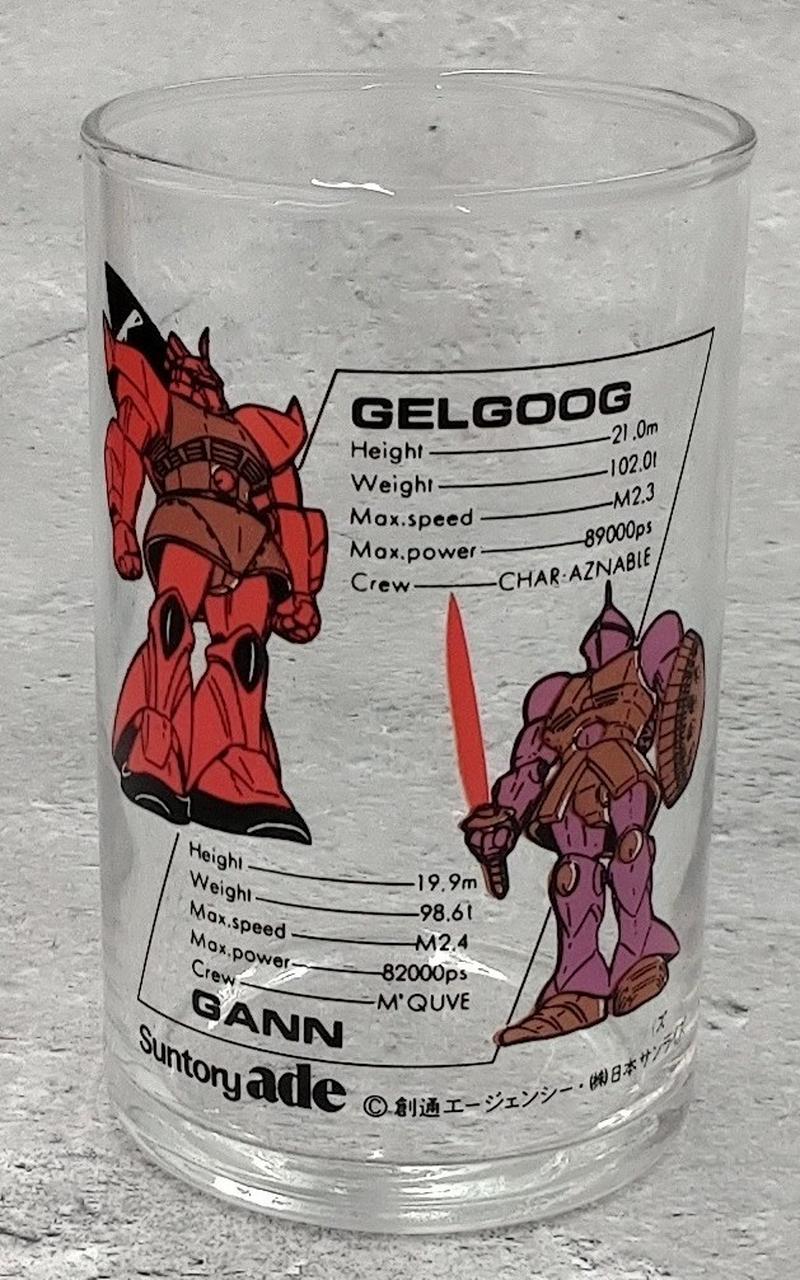 GELGOOG
Height 21.0m
Weight 102.0t
Max.speed M2.3
Max.power 89000ps
Crew CHAR·AZNABLE
Height 19.9m
Weight 98.6t
Max.speed M2.4
Max.power 82000ps
Crew M'QUVE
GANN
Suntory ade
©創通エージェンシー・㈱日本サンライズ